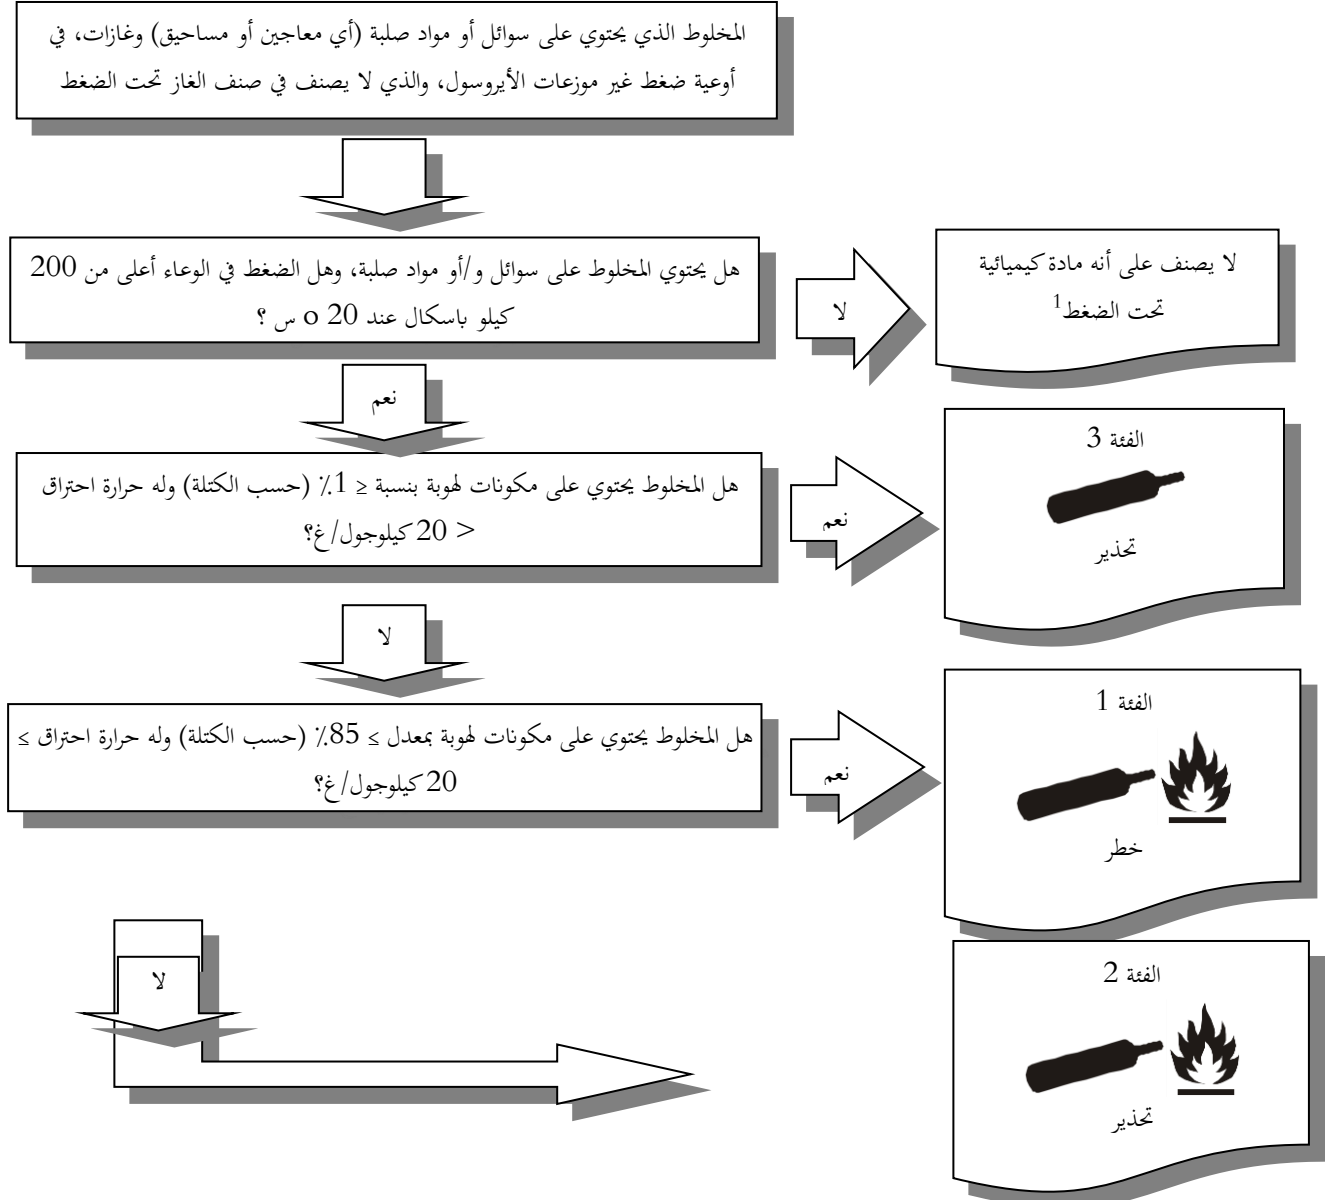 المخلوط الذي يحتوي على سوائل أو مواد صلبة (أي معاجين أو مساحيق) وغازات، في
أوعية ضغط غير موزعات الأيروسول، والذي لا يصنف في صنف الغاز تحت الضغط
هل يحتوي المخلوط على سوائل و/أو مواد صلبة، وهل الضغط في الوعاء أعلى من 200
كيلو باسكال عند 20 o س ؟
لا
لا يصنف على أنه مادة كيميائية
تحت الضغط1
نعم
هل المخلوط يحتوي على مكونات لهوبة بنسبة ≤ 1٪ (حسب الكتلة) وله حرارة احتراق
< 20 كيلوجول/غ؟
نعم
الفئة 3
تحذير
لا
هل المخلوط يحتوي على مكونات لهوبة بمعدل ≥ 85٪ (حسب الكتلة) وله حرارة احتراق ≥
20 كيلوجول/غ؟
نعم
الفئة 1
خطر
لا
الفئة 2
تحذير